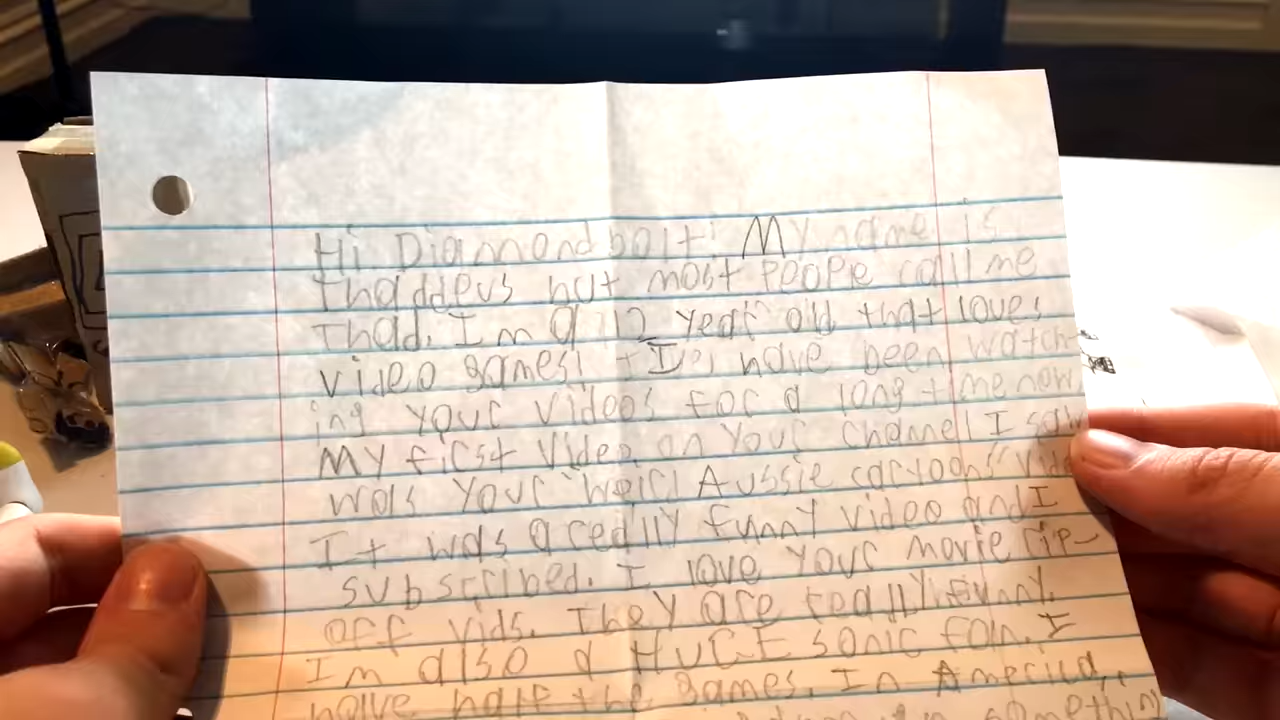 Hi Diamondbolt! My name is
Thaddeus but most people call me
Thad. I'm a 12 year old that loves
video games! I have been watch-
ing your videos for a long time now
My first video on your channel I saw
was your "Weird Aussie cartoons"
It was a really funny video and I
subscribed. I love your movie rip-
off vids. They are really funny.
Im also a HUGE sonic fan. I
have half the games. In America,
something